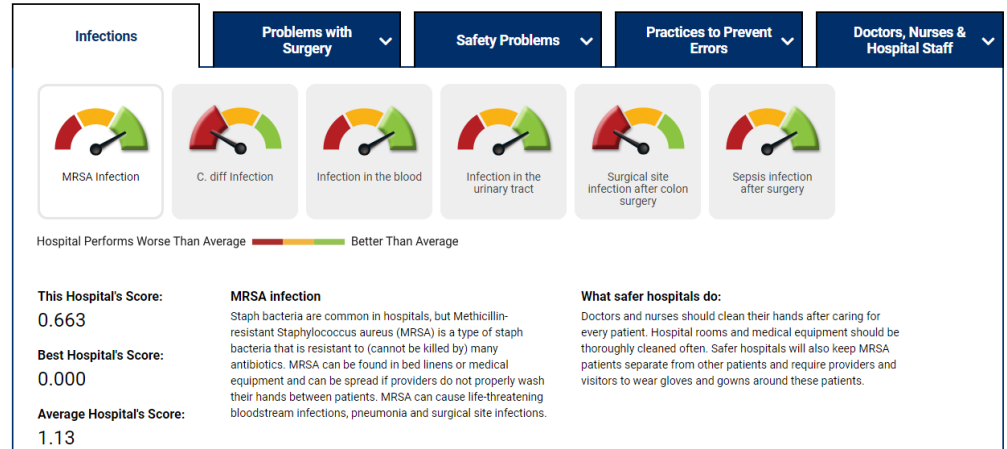 Infections
Problems with
Surgery
Safety Problems
Practices to Prevent
Errors
Doctors, Nurses &
Hospital Staff
MRSA Infection
C. diff Infection
Infection in the blood
Infection in the
urinary tract
Surgical site
infection after colon
surgery
Sepsis infection
after surgery
Hospital Performs Worse Than Average
Better Than Average
This Hospital's Score:
0.663
Best Hospital's Score:
0.000
Average Hospital's Score:
1.13
MRSA infection
Staph bacteria are common in hospitals, but Methicillin-
resistant Staphylococcus aureus (MRSA) is a type of staph
bacteria that is resistant to (cannot be killed by) many
antibiotics. MRSA can be found in bed linens or medical
equipment and can be spread if providers do not properly wash
their hands between patients. MRSA can cause life-threatening
bloodstream infections, pneumonia and surgical site infections.
What safer hospitals do:
Doctors and nurses should clean their hands after caring for
every patient. Hospital rooms and medical equipment should be
thoroughly cleaned often. Safer hospitals will also keep MRSA
patients separate from other patients and require providers and
visitors to wear gloves and gowns around these patients.